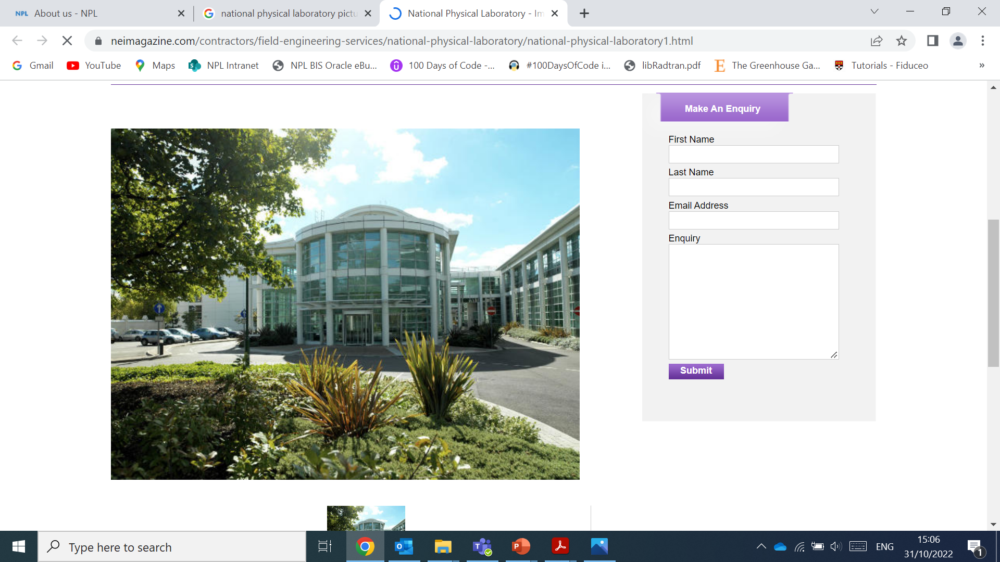 NPL About us - NPL
national physical laboratory pictu
National Physical Laboratory - Im
neimagazine.com/contractors/field-engineering-services/national-physical-laboratory/national-physical-laboratory1.html
Gmail YouTube Maps NPL Intranet NPL BIS Oracle eBu... 100 Days of Code -... #100DaysOfCode i... libRadtran.pdf The Greenhouse Ga... Tutorials - Fiduceo »
Make An Enquiry
First Name
Last Name
Email Address
Enquiry
Submit
Type here to search
ENG
15:06
31/10/2022
1